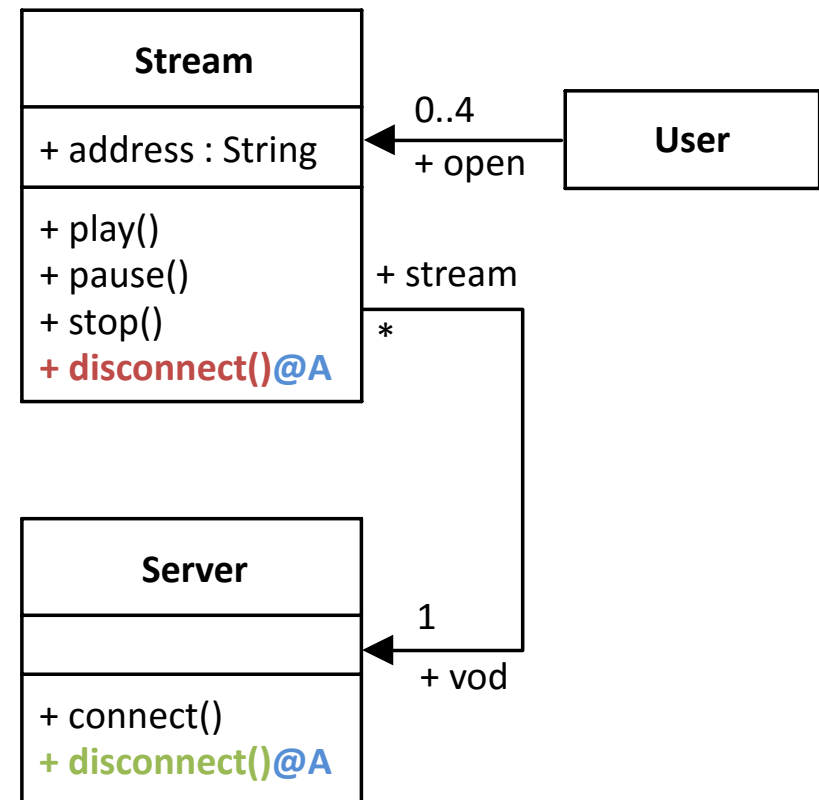 Stream
+ address : String
+ play()
+ pause()
+ stop()
+ disconnect()@A
0..4
+ open
User
+ stream
*
Server
+ connect()
+ disconnect()@A
1
+ vod